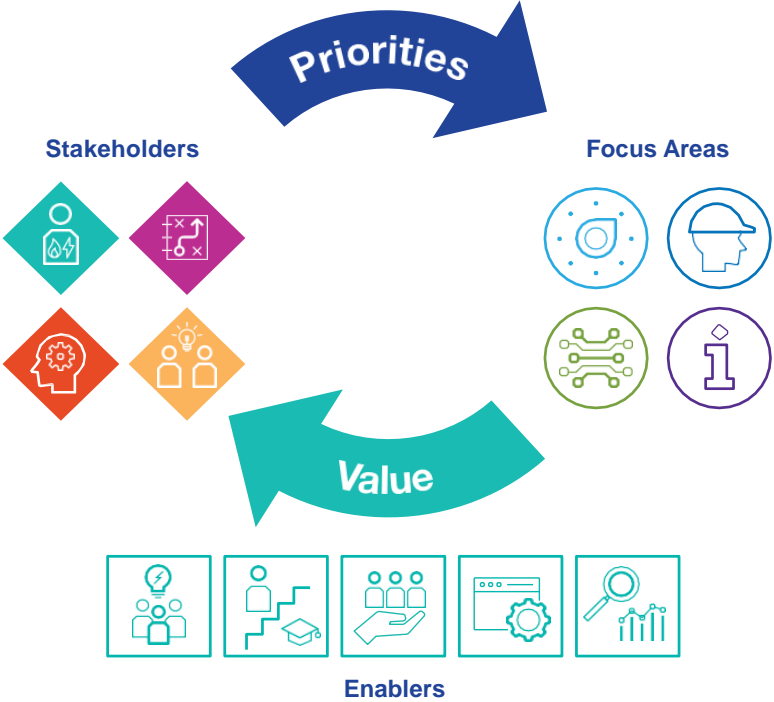 Priorities
Stakeholders
Focus Areas
Value
Enablers